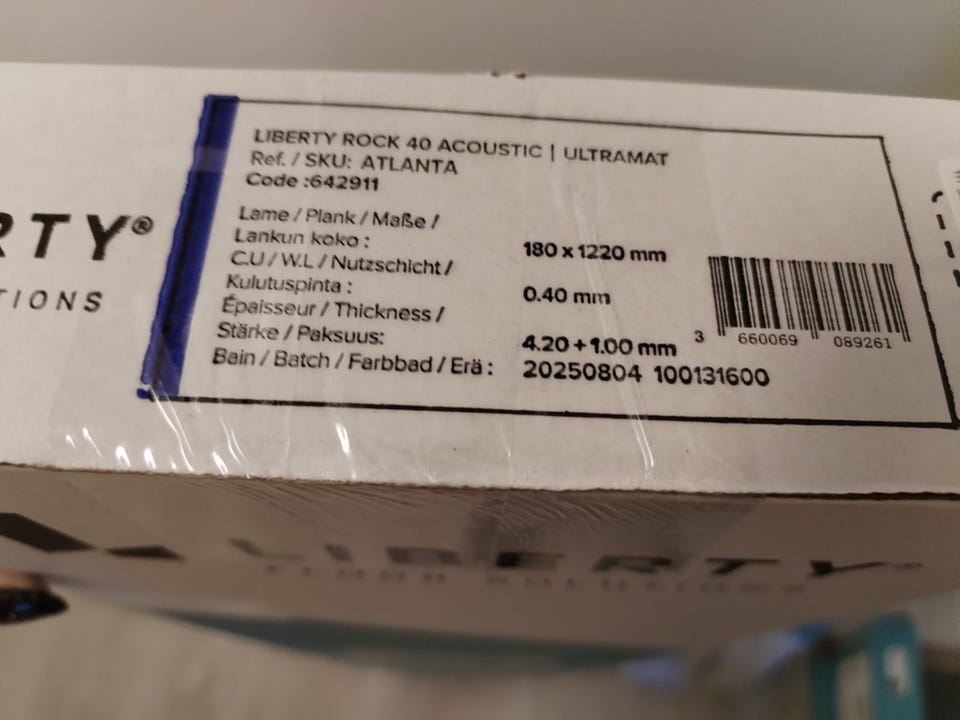 RTY®
TIONS
LIBERTY ROCK 40 ACOUSTIC | ULTRAMAT
Ref. / SKU: ATLANTA
Code :642911
Lame / Plank / Maße /
Lankun koko : 180 x 1220 mm
C.U / W.L / Nutzschicht /
Kulutuspinta : 0.40 mm
Épaisseur / Thickness /
Stärke / Paksuus: 4.20 + 1.00 mm
Bain / Batch / Farbbad / Erä : 20250804 100131600
3 660069 089261
LIBERTY®
FLOOR SOLUTIONS